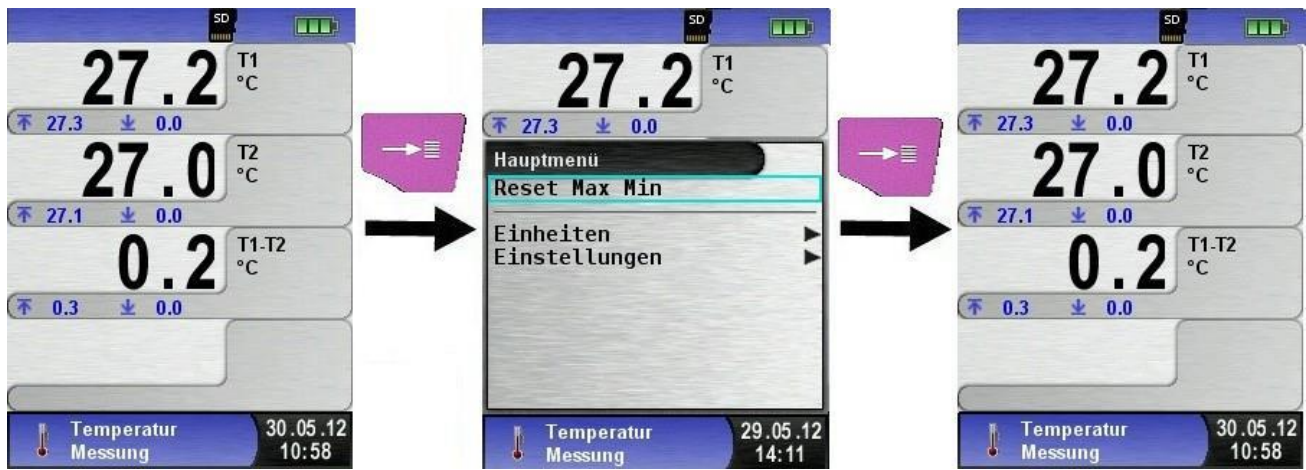 SD
27.2 T1
°C
27.3 0.0
27.0 T2
°C
27.1 0.0
0.2 T1-T2
°C
0.3 0.0
Temperatur 30.05.12
Messung 10:58
SD
27.2 T1
°C
27.3 0.0
Hauptmenü
Reset Max Min
Einheiten
Einstellungen
Temperatur 29.05.12
Messung 14:11
SD
27.2 T1
°C
27.3 0.0
27.0 T2
°C
27.1 0.0
0.2 T1-T2
°C
0.3 0.0
Temperatur 30.05.12
Messung 10:58